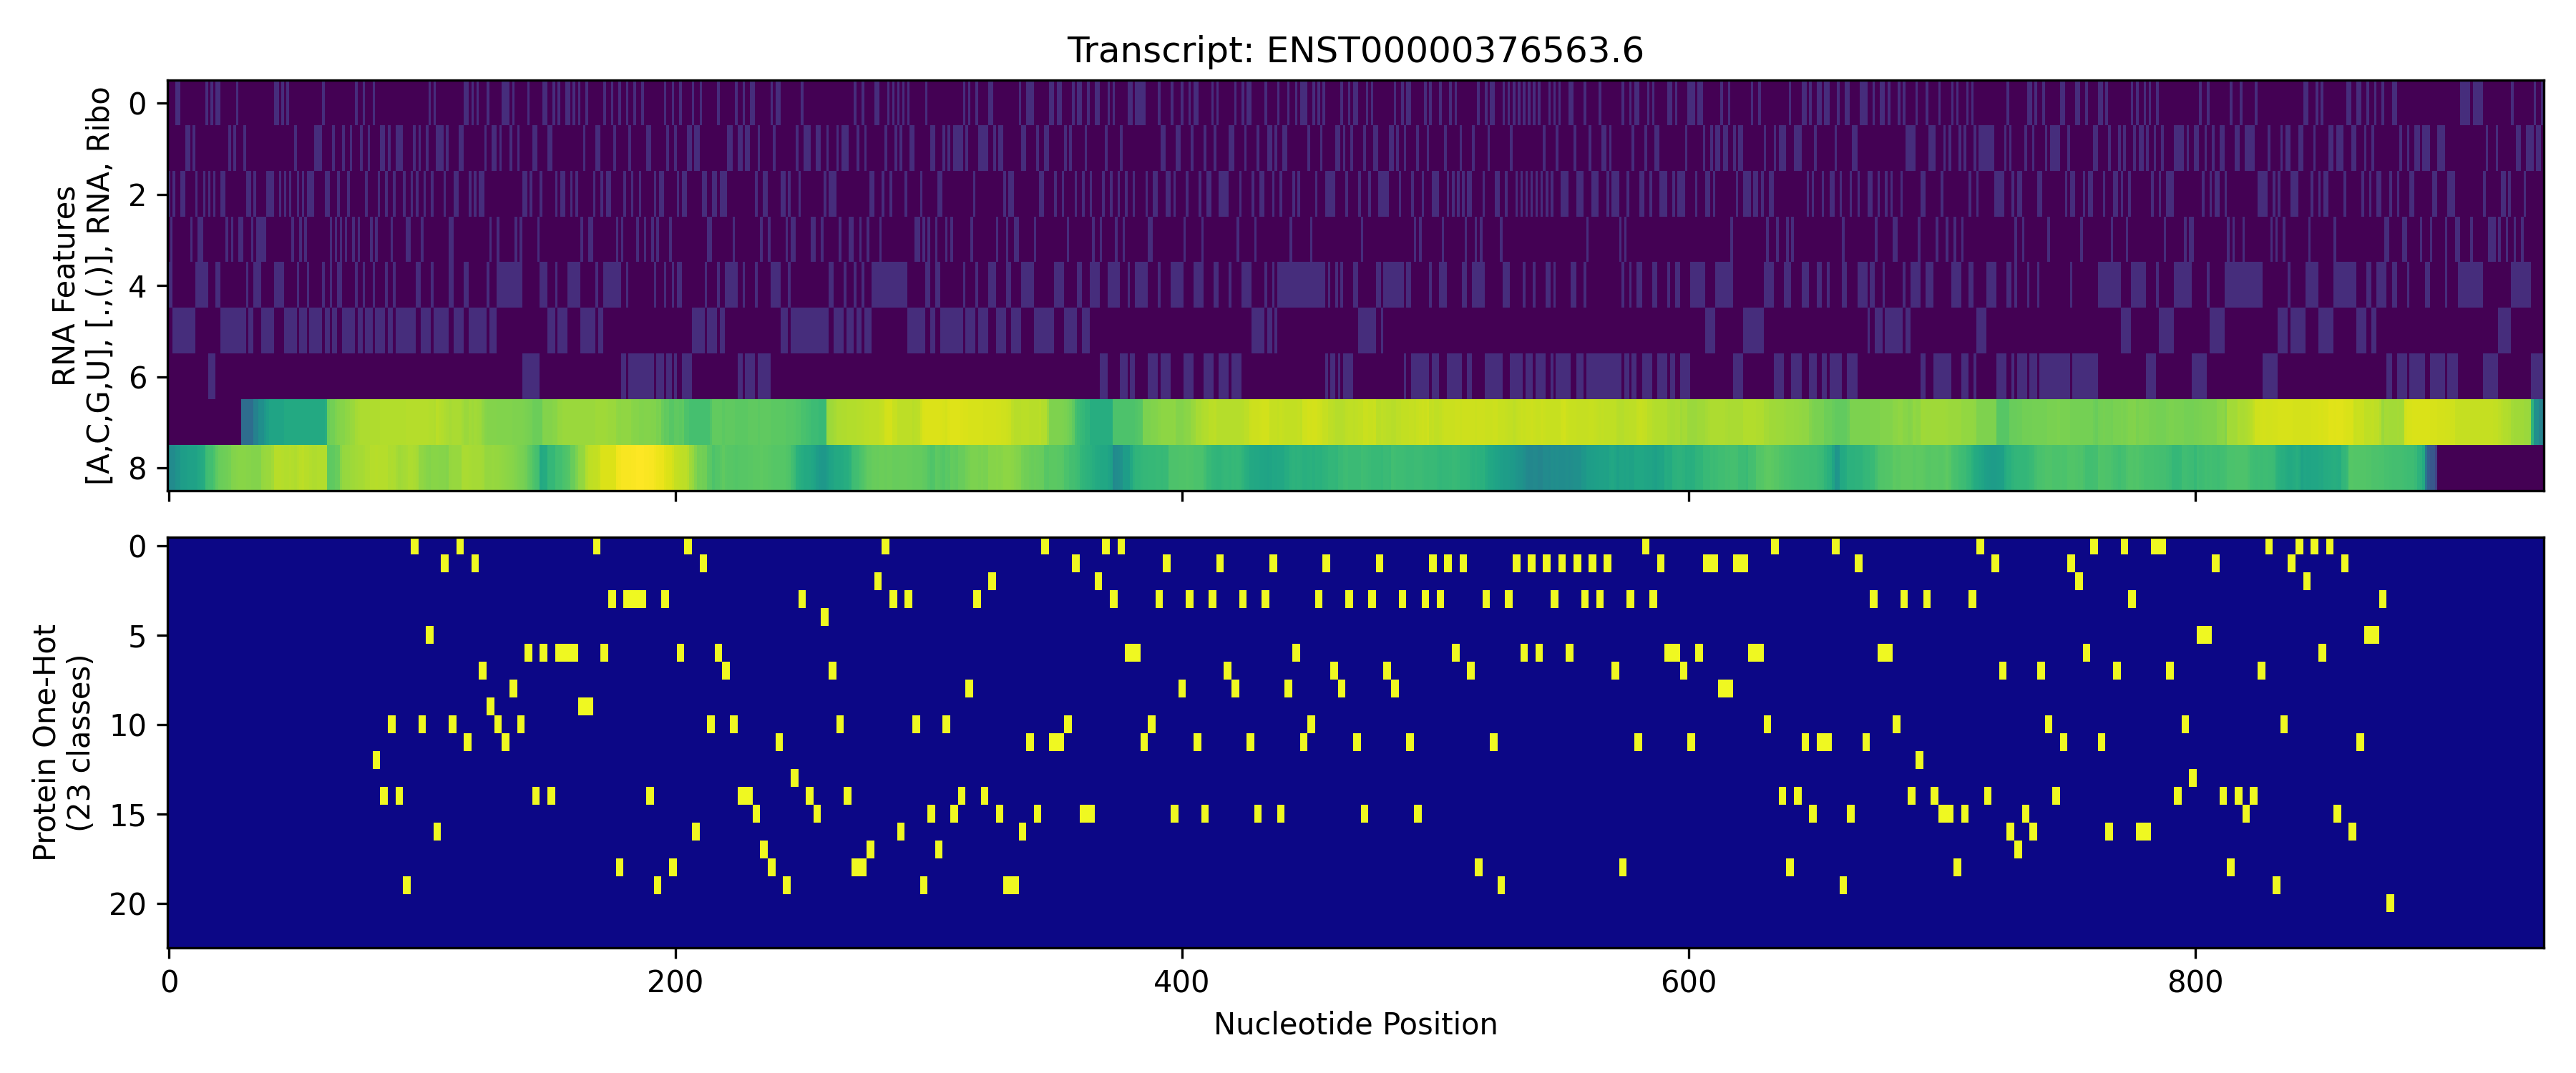 Transcript: ENST00000376563.6
RNA Features
[A,C,G,U], [.,(,)], RNA, Ribo
0
2
4
6
8
Protein One-Hot
(23 classes)
0
5
10
15
20
0
200
400
600
800
Nucleotide Position